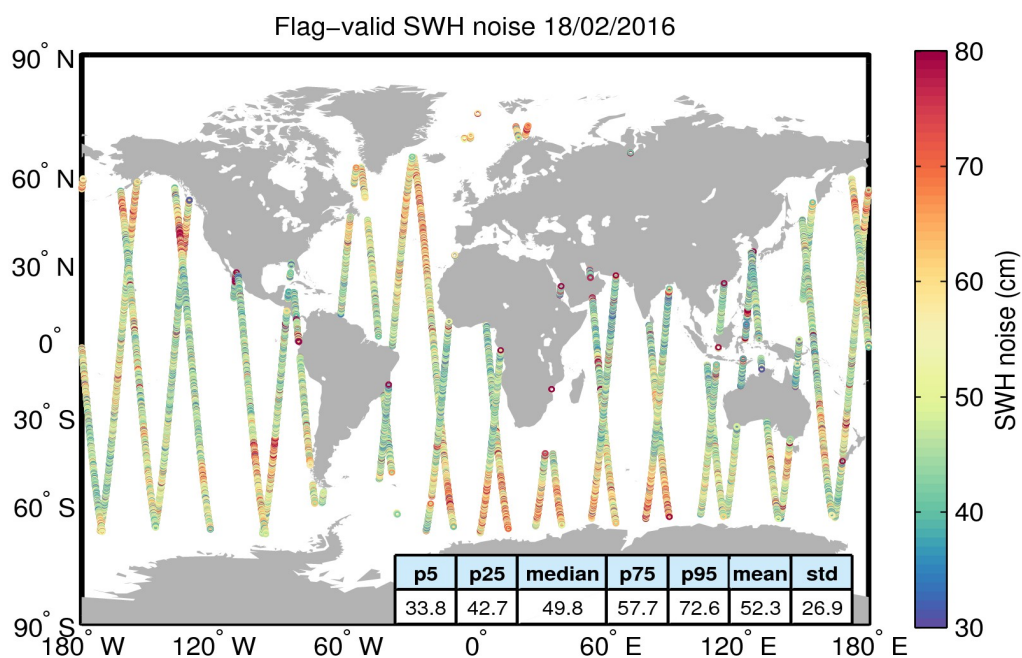 Flag−valid SWH noise 18/02/2016
90° N
60° N
30° N
0°
30° S
60° S
90° S
180° W
120° W
60° W
0°
60° E
120° E
180° E
p5 p25 median p75 p95 mean std
33.8 42.7 49.8 57.7 72.6 52.3 26.9
80
70
60
50
40
30
SWH noise (cm)